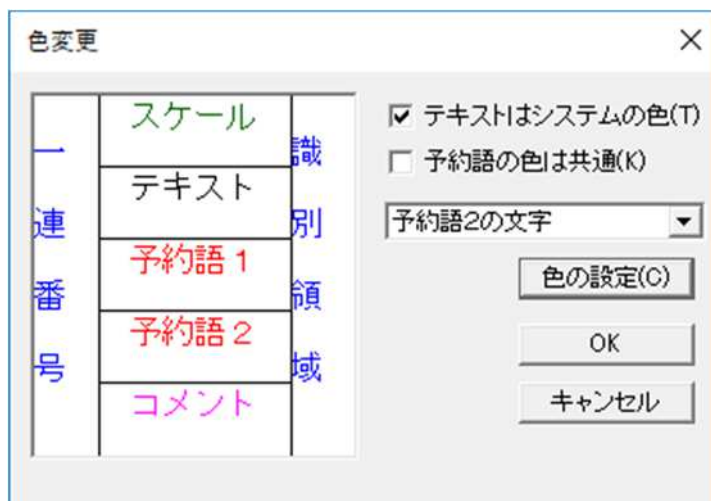 色変更
一連番号
スケール
テキスト
予約語1
予約語2
コメント
識別領域
テキストはシステムの色(T)
予約語の色は共通(K)
予約語2の文字
色の設定(C)
OK
キャンセル